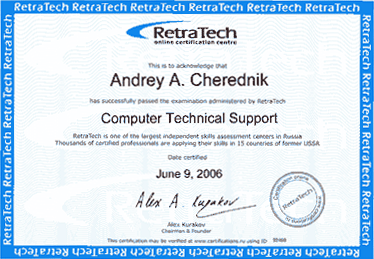 RetraTech RetraTech RetraTech RetraTech RetraTech RetraTech RetraTech
RetraTech
online certification centre
This is to acknowledge that
Andrey A. Cherednik
has successfully passed the examination administered by RetraTech
Computer Technical Support
RetraTech is one of the largest independent skills assessment centers in Russia
Thousands of certified professionals are applying their skills in 15 countries of former USSA
Date certified
June 9, 2006
Alex A. Kurakov
Alex Kurakov
Chairman & Founder
This certification may be verified at www.certifications.ru using ID
RetraTech RetraTech RetraTech RetraTech RetraTech RetraTech RetraTech